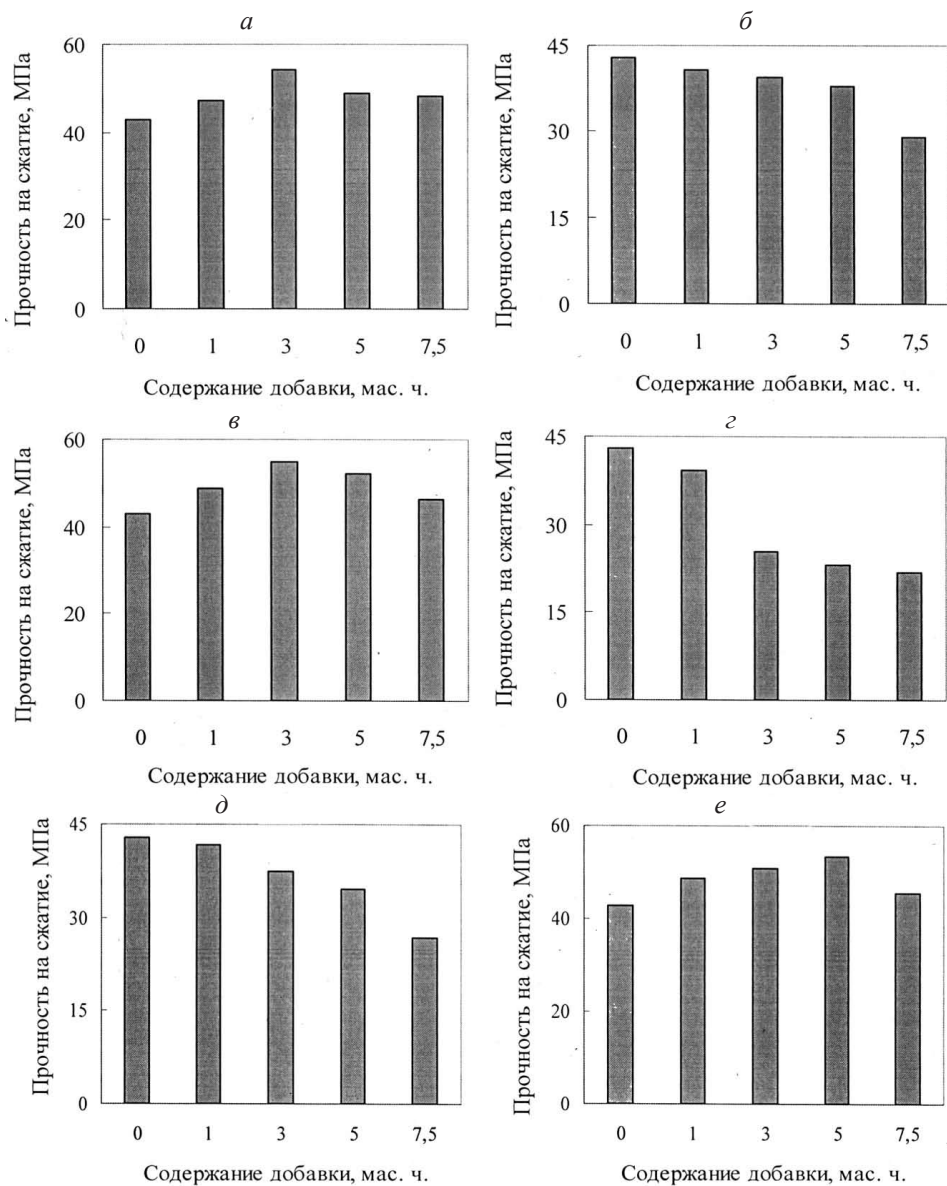 а
Прочность на сжатие, МПа
60
40
20
0
0 1 3 5 7,5
Содержание добавки, мас. ч.
б
Прочность на сжатие, МПа
45
30
15
0
0 1 3 5 7,5
Содержание добавки, мас. ч.
в
Прочность на сжатие, МПа
60
40
20
0
0 1 3 5 7,5
Содержание добавки, мас. ч.
г
Прочность на сжатие, МПа
45
30
15
0
0 1 3 5 7,5
Содержание добавки, мас. ч.
д
Прочность на сжатие, МПа
45
30
15
0
0 1 3 5 7,5
Содержание добавки, мас. ч.
е
Прочность на сжатие, МПа
60
40
20
0
0 1 3 5 7,5
Содержание добавки, мас. ч.